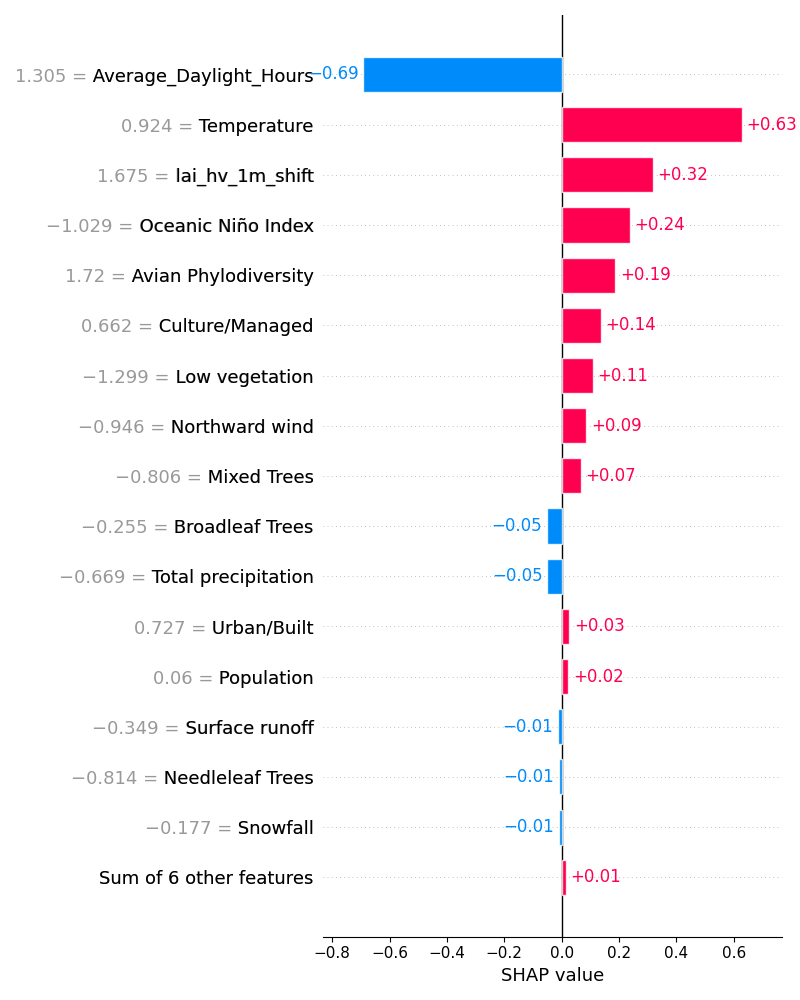 1.305 = Average_Daylight_Hours −0.69
0.924 = Temperature +0.63
1.675 = lai_hv_1m_shift +0.32
−1.029 = Oceanic Niño Index +0.24
1.72 = Avian Phylodiversity +0.19
0.662 = Culture/Managed +0.14
−1.299 = Low vegetation +0.11
−0.946 = Northward wind +0.09
−0.806 = Mixed Trees +0.07
−0.255 = Broadleaf Trees −0.05
−0.669 = Total precipitation −0.05
0.727 = Urban/Built +0.03
0.06 = Population +0.02
−0.349 = Surface runoff −0.01
−0.814 = Needleleaf Trees −0.01
−0.177 = Snowfall −0.01
Sum of 6 other features +0.01
−0.8 −0.6 −0.4 −0.2 0.0 0.2 0.4 0.6
SHAP value